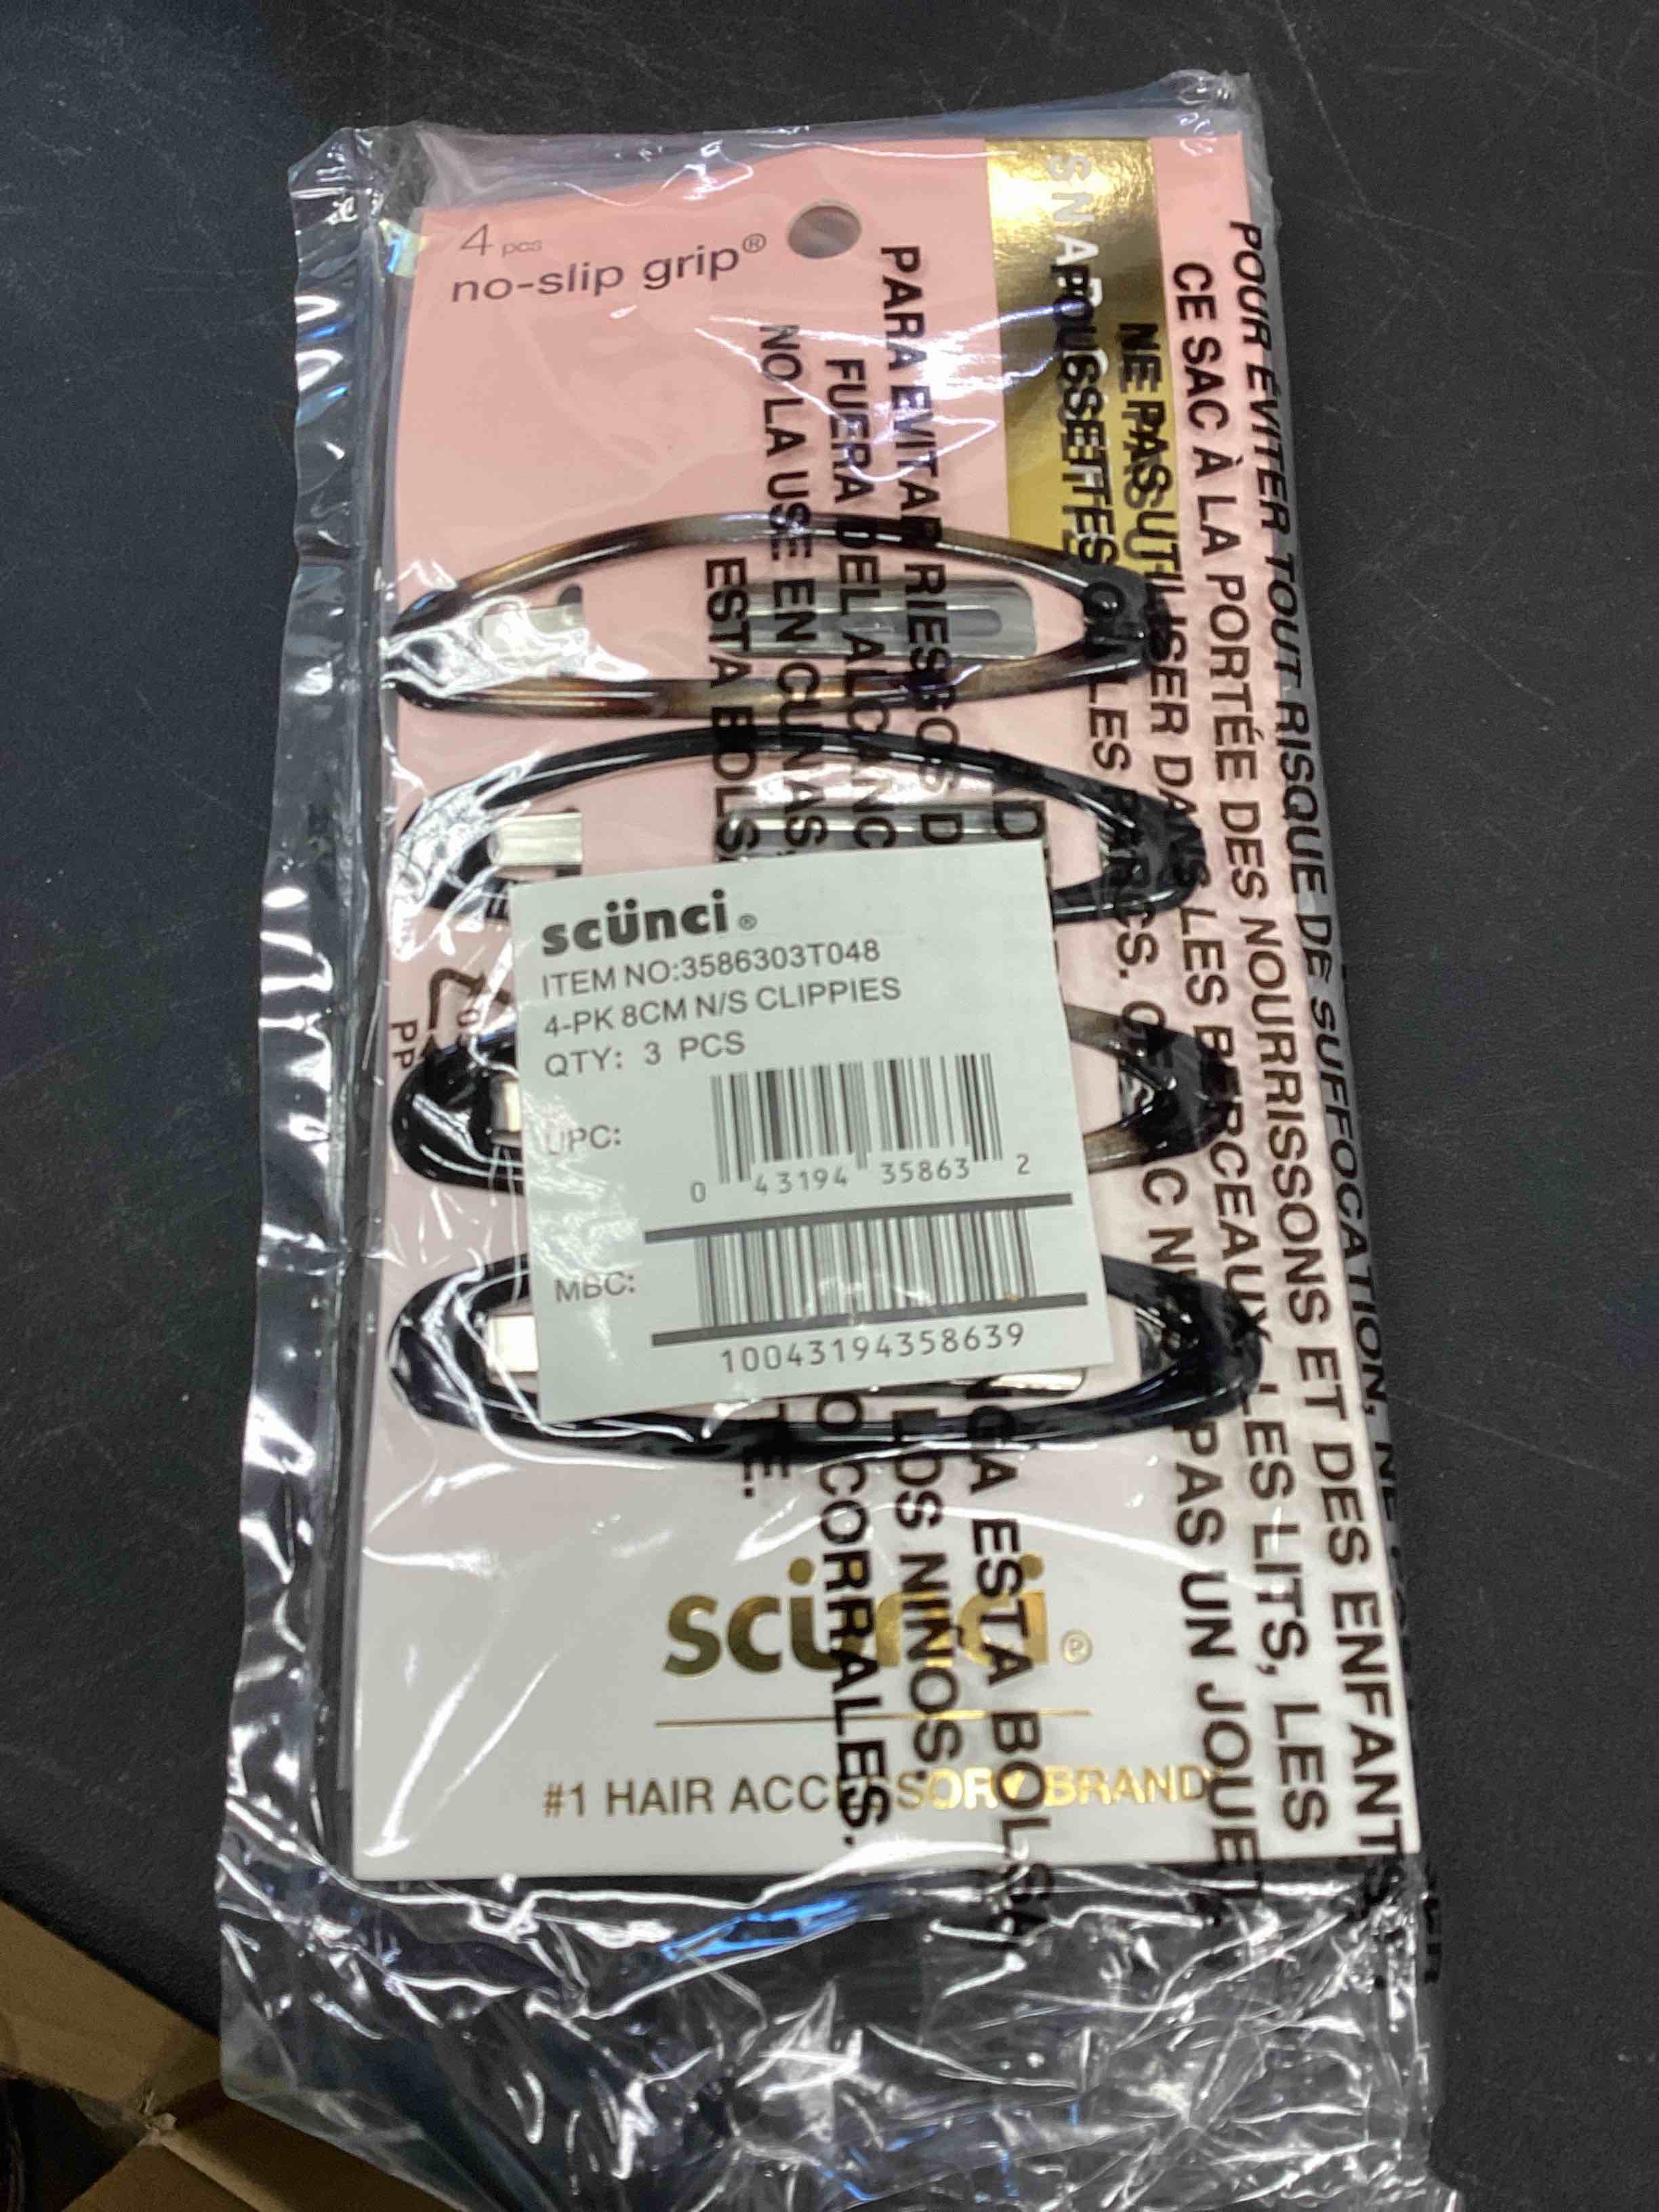 4 pcs
no-slip grip®
scünci®
ITEM NO:3586303T048
4-PK 8CM N/S CLIPPIES
QTY: 3 PCS
UPC:
0 43194 35863 2
MBC:
10043194358639
PP
scünci®
#1 HAIR ACCESSORY BRAND
POUR ÉVITER TOUT RISQUE DE SUFFOCATION, NE
CE SAC À LA PORTÉE DES NOURRISSONS ET DES ENFANTS.
NE PAS UTILISER DANS LES BERCEAUX, LES LITS, LES
POUSSETTES OU LES PARCS. CE SAC N'EST PAS UN JOUET.
PARA EVITAR RIESGOS D
CA ESTA BOLSA
FUERA DEL ALCANC
LOS NIÑOS.
NO LA USE EN CUNAS
O CORRALES.
ESTA BOLSA
TE.